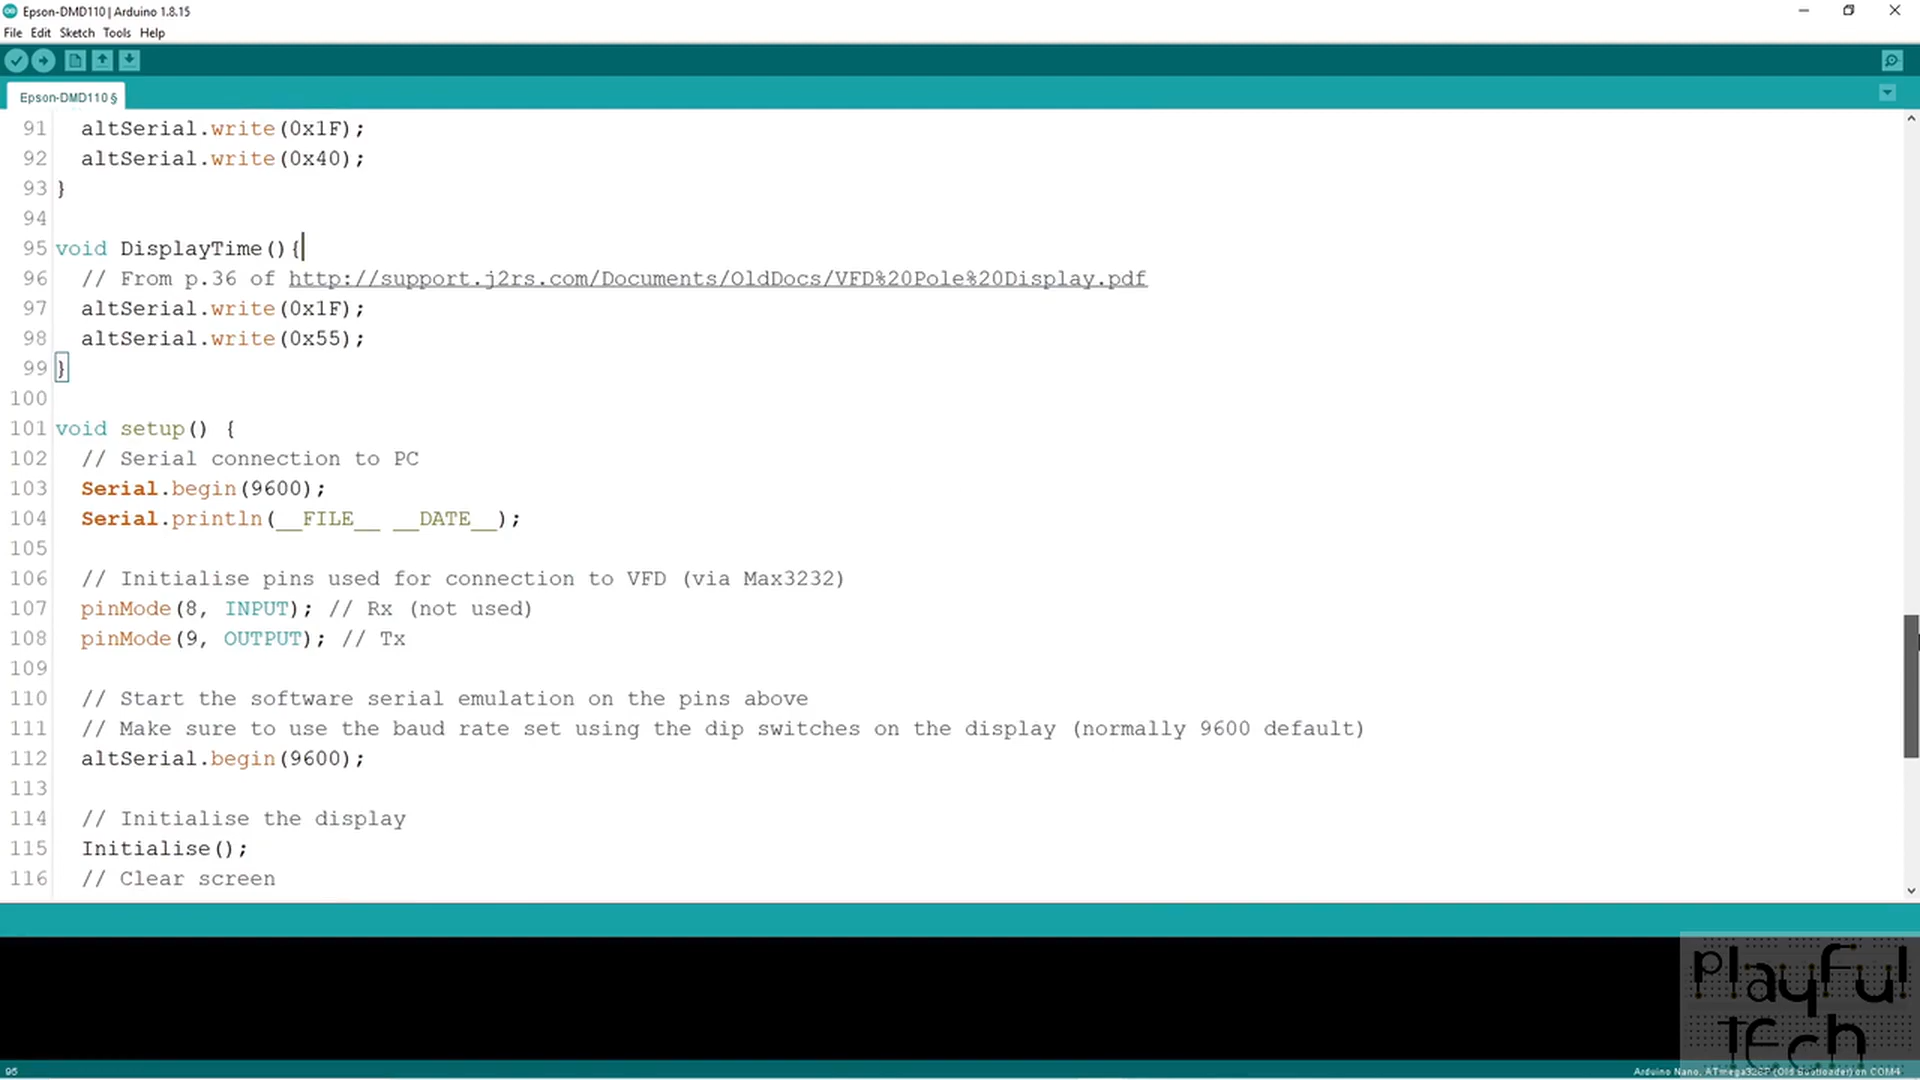 Epson-DMD110 | Arduino 1.8.15
File Edit Sketch Tools Help
Epson-DMD110 §
91 altSerial.write(0x1F);
92 altSerial.write(0x40);
93 }
94
95 void DisplayTime(){
96 // From p.36 of http://support.j2rs.com/Documents/OldDocs/VFD%20Pole%20Display.pdf
97 altSerial.write(0x1F);
98 altSerial.write(0x55);
99 }
100
101 void setup() {
102 // Serial connection to PC
103 Serial.begin(9600);
104 Serial.println(__FILE__ __DATE__);
105
106 // Initialise pins used for connection to VFD (via Max3232)
107 pinMode(8, INPUT); // Rx (not used)
108 pinMode(9, OUTPUT); // Tx
109
110 // Start the software serial emulation on the pins above
111 // Make sure to use the baud rate set using the dip switches on the display (normally 9600 default)
112 altSerial.begin(9600);
113
114 // Initialise the display
115 Initialise();
116 // Clear screen
Playful
Tech
95
Arduino Nano, ATmega328P (Old Bootloader) on COM4